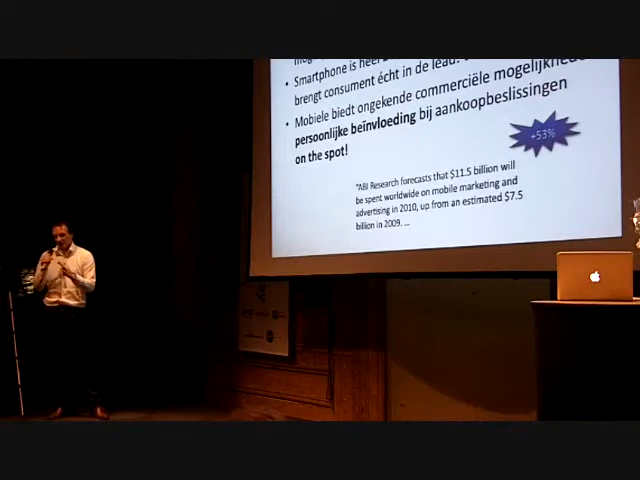 • Smartphone is heel
brengt consument écht in de lead!
• Mobiele biedt ongekende commerciële mogelijkheden
persoonlijke beïnvloeding bij aankoopbeslissingen
on the spot!
+53%
"ABI Research forecasts that $11.5 billion will
be spent worldwide on mobile marketing and
advertising in 2010, up from an estimated $7.5
billion in 2009. ...